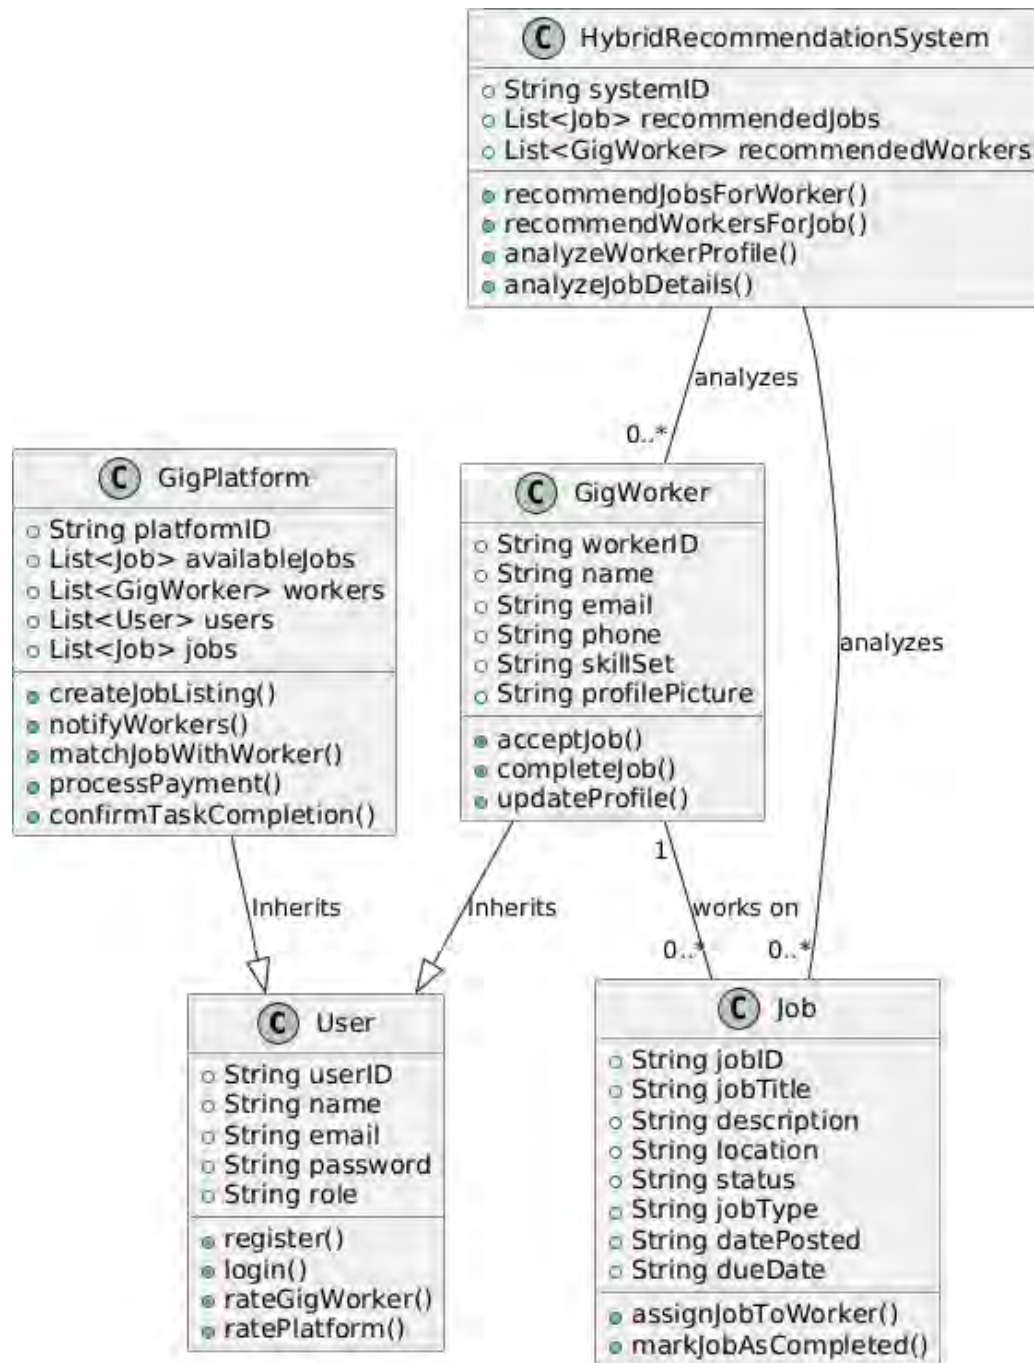 C HybridRecommendationSystem
String systemID
List<Job> recommendedJobs
List<GigWorker> recommendedWorkers
recommendJobsForWorker()
recommendWorkersForJob()
analyzeWorkerProfile()
analyzeJobDetails()
analyzes
0..*
analyzes
C GigPlatform
String platformID
List<Job> availableJobs
List<GigWorker> workers
List<User> users
List<Job> jobs
createJobListing()
notifyWorkers()
matchJobWithWorker()
processPayment()
confirmTaskCompletion()
C GigWorker
String workerID
String name
String email
String phone
String skillSet
String profilePicture
acceptJob()
completeJob()
updateProfile()
Inherits
Inherits
1
works on
0..*
0..*
C User
String userID
String name
String email
String password
String role
register()
login()
rateGigWorker()
ratePlatform()
C Job
String jobID
String jobTitle
String description
String location
String status
String jobType
String datePosted
String dueDate
assignJobToWorker()
markJobAsCompleted()